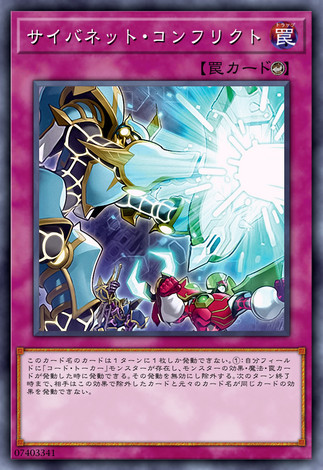 サイバネット・コンフリクト
罠
トラップ
【罠カード】
このカード名のカードは1ターンに1枚しか発動できない。①:自分フィール
ドに「コード・トーカー」モンスターが存在し、モンスターの効果・魔法・罠カー
ドが発動した時に発動できる。その発動を無効にし除外する。次のターン終了
時まで、相手はこの効果で除外したカードと元々のカード名が同じカードの効
果を発動できない。
07403341